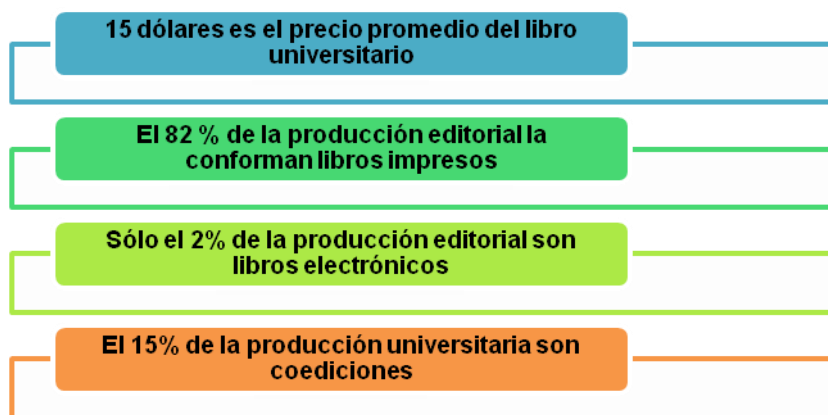 15 dólares es el precio promedio del libro
universitario
El 82 % de la producción editorial la
conforman libros impresos
Sólo el 2% de la producción editorial son
libros electrónicos
El 15% de la producción universitaria son
coediciones